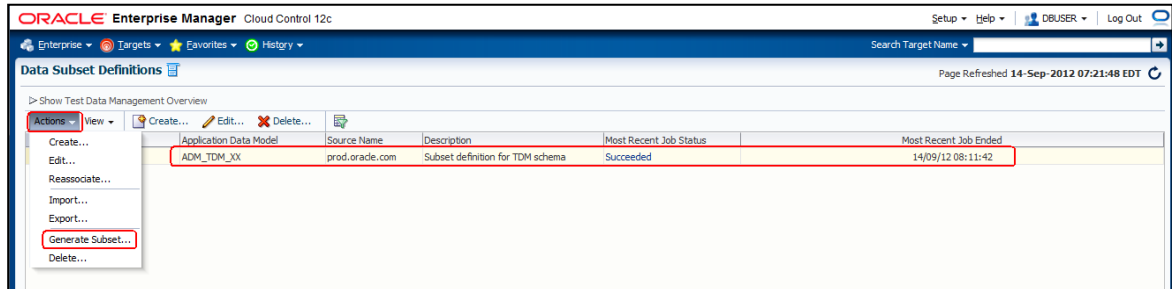 ORACLE Enterprise Manager Cloud Control 12c
Setup Help DBUSER Log Out
Enterprise Targets Favorites History
Search Target Name
Data Subset Definitions
Page Refreshed 14-Sep-2012 07:21:48 EDT
Show Test Data Management Overview
Actions View Create... Edit... Delete...
Application Data Model Source Name Description Most Recent Job Status Most Recent Job Ended
ADM_TDM_XX prod.oracle.com Subset definition for TDM schema Succeeded 14/09/12 08:11:42
Create...
Edit...
Reassociate...
Import...
Export...
Generate Subset...
Delete...